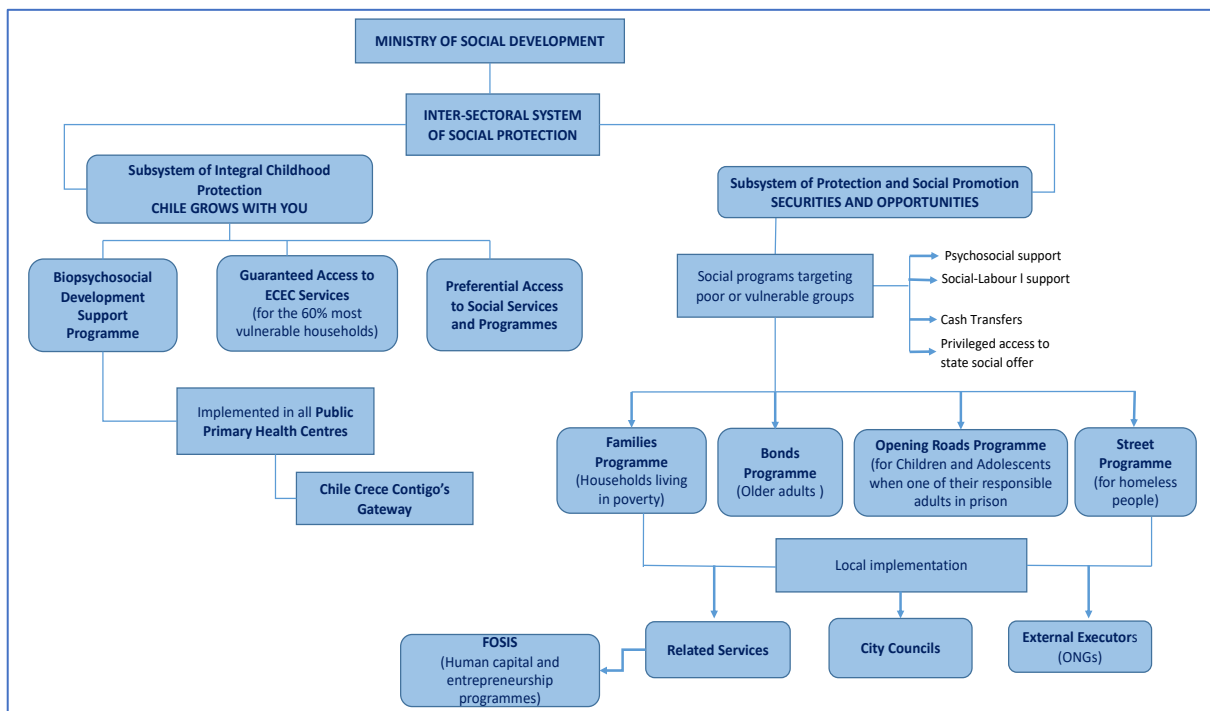 MINISTRY OF SOCIAL DEVELOPMENT
INTER-SECTORAL SYSTEM
OF SOCIAL PROTECTION
Subsystem of Integral Childhood
Protection
CHILE GROWS WITH YOU
Subsystem of Protection and Social Promotion
SECURITIES AND OPPORTUNITIES
Biopsychosocial
Development
Support
Programme
Guaranteed Access to
ECEC Services
(for the 60% most
vulnerable households)
Preferential Access
to Social Services
and Programmes
Social programs targeting
poor or vulnerable groups
Psychosocial support
Social-Labour l support
Cash Transfers
Privileged access to
state social offer
Implemented in all Public
Primary Health Centres
Chile Crece Contigo's
Gateway
Families
Programme
(Households living
in poverty)
Bonds
Programme
(Older adults )
Opening Roads Programme
(for Children and Adolescents
when one of their responsible
adults in prison
Street
Programme
(for homeless
people)
Local implementation
FOSIS
(Human capital and
entrepreneurship
programmes)
Related Services
City Councils
External Executors
(ONGs)